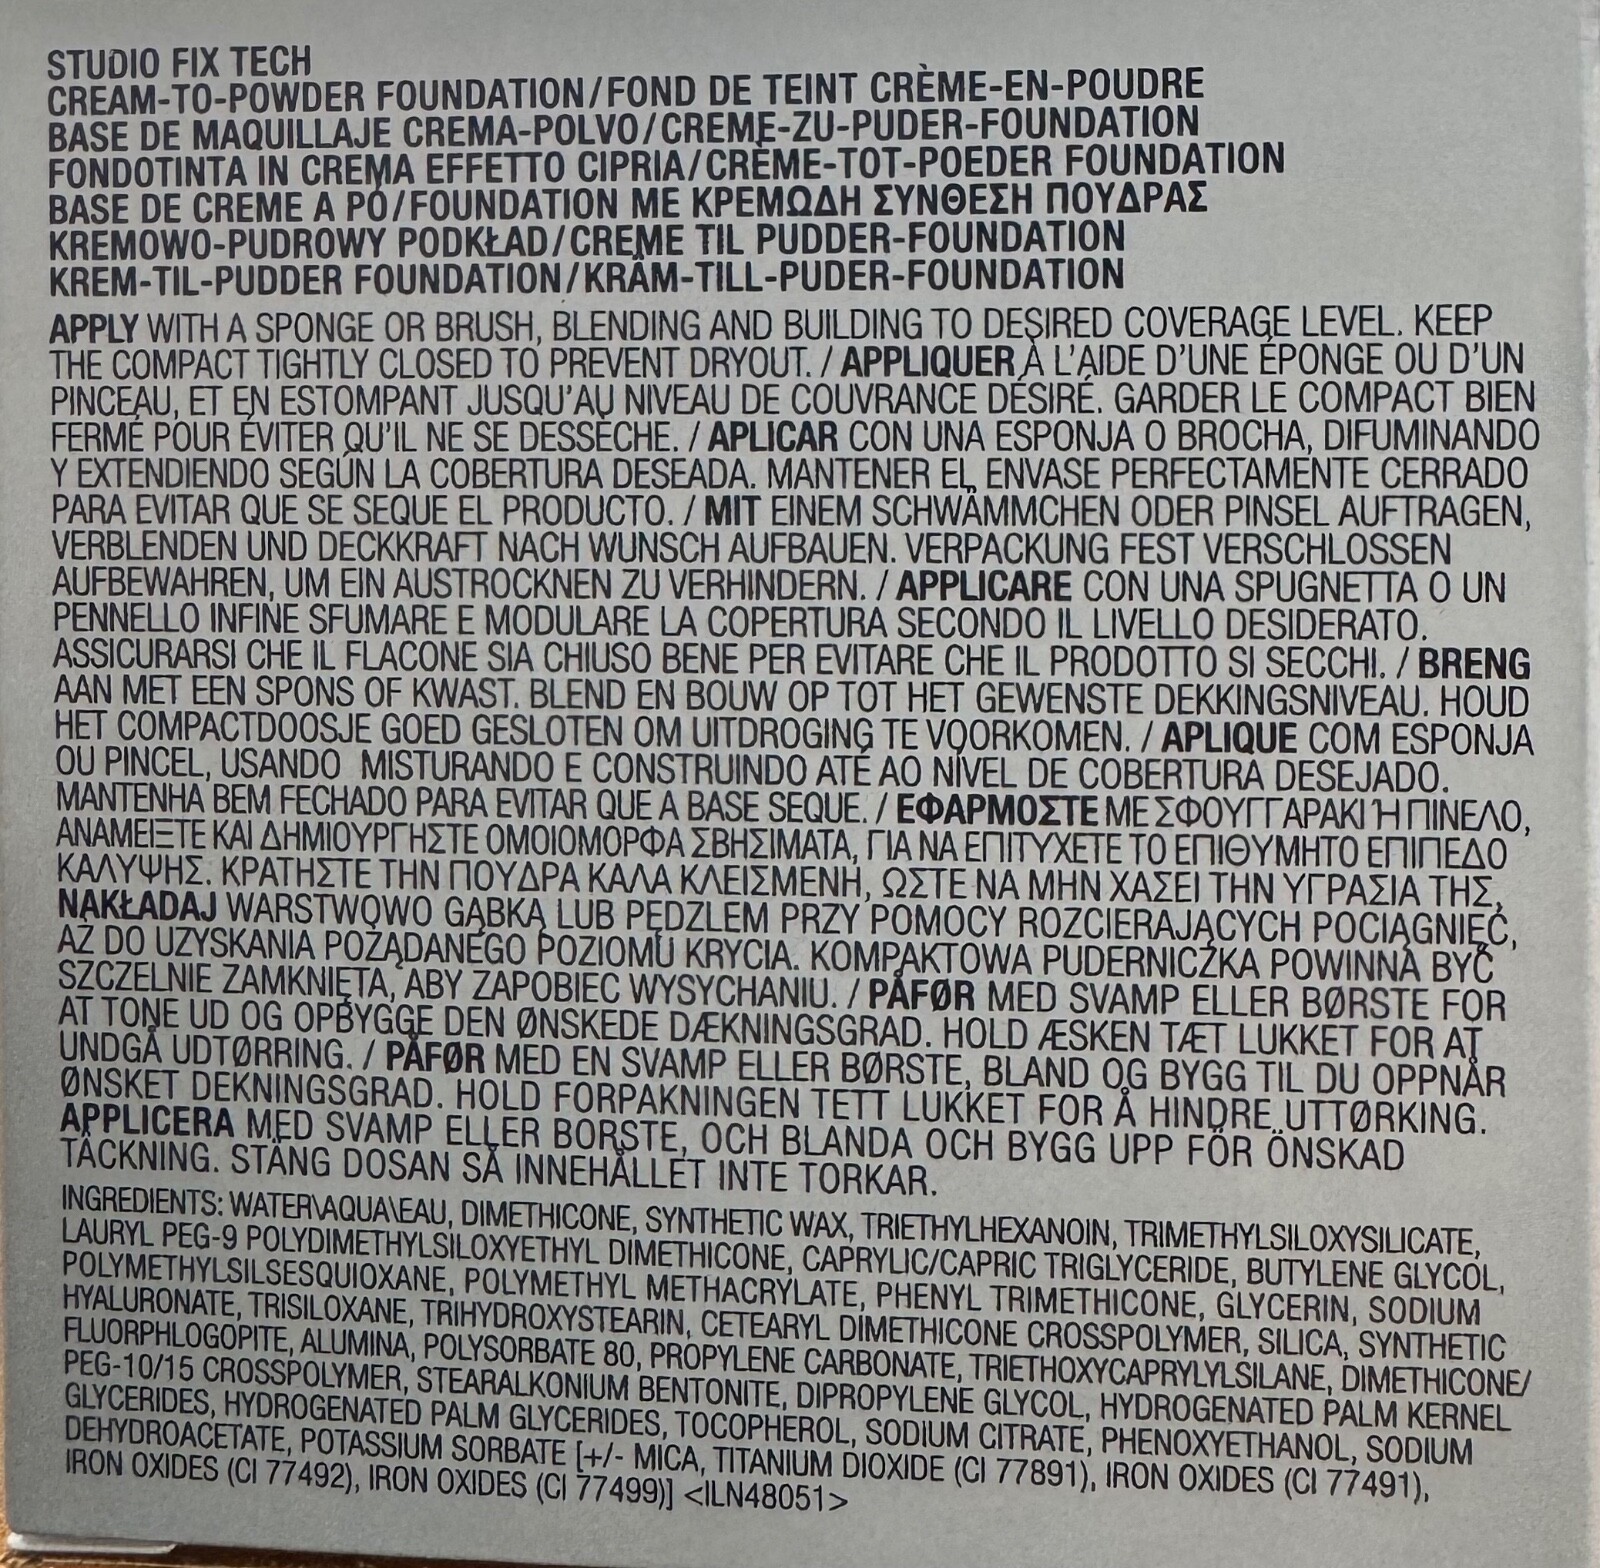 STUDIO FIX TECH
CREAM-TO-POWDER FOUNDATION/FOND DE TEINT CRÈME-EN-POUDRE
BASE DE MAQUILLAJE CREMA-POLVO/CREME-ZU-PUDER-FOUNDATION
FONDOTINTA IN CREMA EFFETTO CIPRIA/CRÈME-TOT-POEDER FOUNDATION
BASE DE CREME A PÓ/FOUNDATION ΜΕ ΚΡΕΜΩΔΗ ΣΥΝΘΕΣΗ ΠΟΥΔΡΑΣ
KREMOWO-PUDROWY PODKŁAD/CREME TIL PUDDER-FOUNDATION
KREM-TIL-PUDDER FOUNDATION/KRÄM-TILL-PUDER-FOUNDATION
APPLY WITH A SPONGE OR BRUSH, BLENDING AND BUILDING TO DESIRED COVERAGE LEVEL. KEEP
THE COMPACT TIGHTLY CLOSED TO PREVENT DRYOUT. / APPLIQUER À L'AIDE D'UNE ÉPONGE OU D'UN
PINCEAU, ET EN ESTOMPANT JUSQU'AU NIVEAU DE COUVRANCE DÉSIRÉ. GARDER LE COMPACT BIEN
FERMÉ POUR ÉVITER QU'IL NE SE DESSÈCHE. / APLICAR CON UNA ESPONJA O BROCHA, DIFUMINANDO
Y EXTENDIENDO SEGÚN LA COBERTURA DESEADA. MANTENER EL ENVASE PERFECTAMENTE CERRADO
PARA EVITAR QUE SE SEQUE EL PRODUCTO. / MIT EINEM SCHWÄMMCHEN ODER PINSEL AUFTRAGEN,
VERBLENDEN UND DECKKRAFT NACH WUNSCH AUFBAUEN. VERPACKUNG FEST VERSCHLOSSEN
AUFBEWAHREN, UM EIN AUSTROCKNEN ZU VERHINDERN. / APPLICARE CON UNA SPUGNETTA O UN
PENNELLO INFINE SFUMARE E MODULARE LA COPERTURA SECONDO IL LIVELLO DESIDERATO.
ASSICURARSI CHE IL FLACONE SIA CHIUSO BENE PER EVITARE CHE IL PRODOTTO SI SECCHI. / BRENG
AAN MET EEN SPONS OF KWAST. BLEND EN BOUW OP TOT HET GEWENSTE DEKKINGSNIVEAU. HOUD
HET COMPACTDOOSJE GOED GESLOTEN OM UITDROGING TE VOORKOMEN. / APLIQUE COM ESPONJA
OU PINCEL, USANDO MISTURANDO E CONSTRUINDO ATÉ AO NÍVEL DE COBERTURA DESEJADO.
MANTENHA BEM FECHADO PARA EVITAR QUE A BASE SEQUE. / ΕΦΑΡΜΟΣΤΕ ΜΕ ΣΦΟΥΓΓΑΡΑΚΙ Ή ΠΙΝΕΛΟ,
ΑΝΑΜΕΙΞΤΕ ΚΑΙ ΔΗΜΙΟΥΡΓΗΣΤΕ ΟΜΟΙΟΜΟΡΦΑ ΣΒΗΣΙΜΑΤΑ, ΓΙΑ ΝΑ ΕΠΙΤΥΧΕΤΕ ΤΟ ΕΠΙΘΥΜΗΤΟ ΕΠΙΠΕΔΟ
ΚΑΛΥΨΗΣ. ΚΡΑΤΗΣΤΕ ΤΗΝ ΠΟΥΔΡΑ ΚΑΛΑ ΚΛΕΙΣΜΕΝΗ, ΩΣΤΕ ΝΑ ΜΗΝ ΧΑΣΕΙ ΤΗΝ ΥΓΡΑΣΙΑ ΤΗΣ,
NAKŁADAJ WARSTWOWO GĄBKĄ LUB PĘDZLEM PRZY POMOCY ROZCIERAJĄCYCH POCIĄGNIĘĆ,
AŻ DO UZYSKANIA POŻĄDANEGO POZIOMU KRYCIA. KOMPAKTOWA PUDERNICZKA POWINNA BYĆ
SZCZELNIE ZAMKNIĘTA, ABY ZAPOBIEC WYSYCHANIU. / PÅFØR MED SVAMP ELLER BØRSTE FOR
AT TONE UD OG OPBYGGE DEN ØNSKEDE DÆKNINGSGRAD. HOLD ÆSKEN TÆT LUKKET FOR AT
UNDGÅ UDTØRRING. / PÅFØR MED EN SVAMP ELLER BØRSTE, BLAND OG BYGG TIL DU OPPNÅR
ØNSKET DEKNINGSGRAD. HOLD FORPAKNINGEN TETT LUKKET FOR Å HINDRE UTTØRKING.
APPLICERA MED SVAMP ELLER BORSTE, OCH BLANDA OCH BYGG UPP FÖR ÖNSKAD
TÄCKNING. STÄNG DOSAN SÅ INNEHÅLLET INTE TORKAR.
INGREDIENTS: WATER\AQUA\EAU, DIMETHICONE, SYNTHETIC WAX, TRIETHYLHEXANOIN, TRIMETHYLSILOXYSILICATE,
LAURYL PEG-9 POLYDIMETHYLSILOXYETHYL DIMETHICONE, CAPRYLIC/CAPRIC TRIGLYCERIDE, BUTYLENE GLYCOL,
POLYMETHYLSILSESQUIOXANE, POLYMETHYL METHACRYLATE, PHENYL TRIMETHICONE, GLYCERIN, SODIUM
HYALURONATE, TRISILOXANE, TRIHYDROXYSTEARIN, CETEARYL DIMETHICONE CROSSPOLYMER, SILICA, SYNTHETIC
FLUORPHLOGOPITE, ALUMINA, POLYSORBATE 80, PROPYLENE CARBONATE, TRIETHOXYCAPRYLYLSILANE, DIMETHICONE/
PEG-10/15 CROSSPOLYMER, STEARALKONIUM BENTONITE, DIPROPYLENE GLYCOL, HYDROGENATED PALM KERNEL
GLYCERIDES, HYDROGENATED PALM GLYCERIDES, TOCOPHEROL, SODIUM CITRATE, PHENOXYETHANOL, SODIUM
DEHYDROACETATE, POTASSIUM SORBATE [+/- MICA, TITANIUM DIOXIDE (CI 77891), IRON OXIDES (CI 77491),
IRON OXIDES (CI 77492), IRON OXIDES (CI 77499)] <ILN48051>